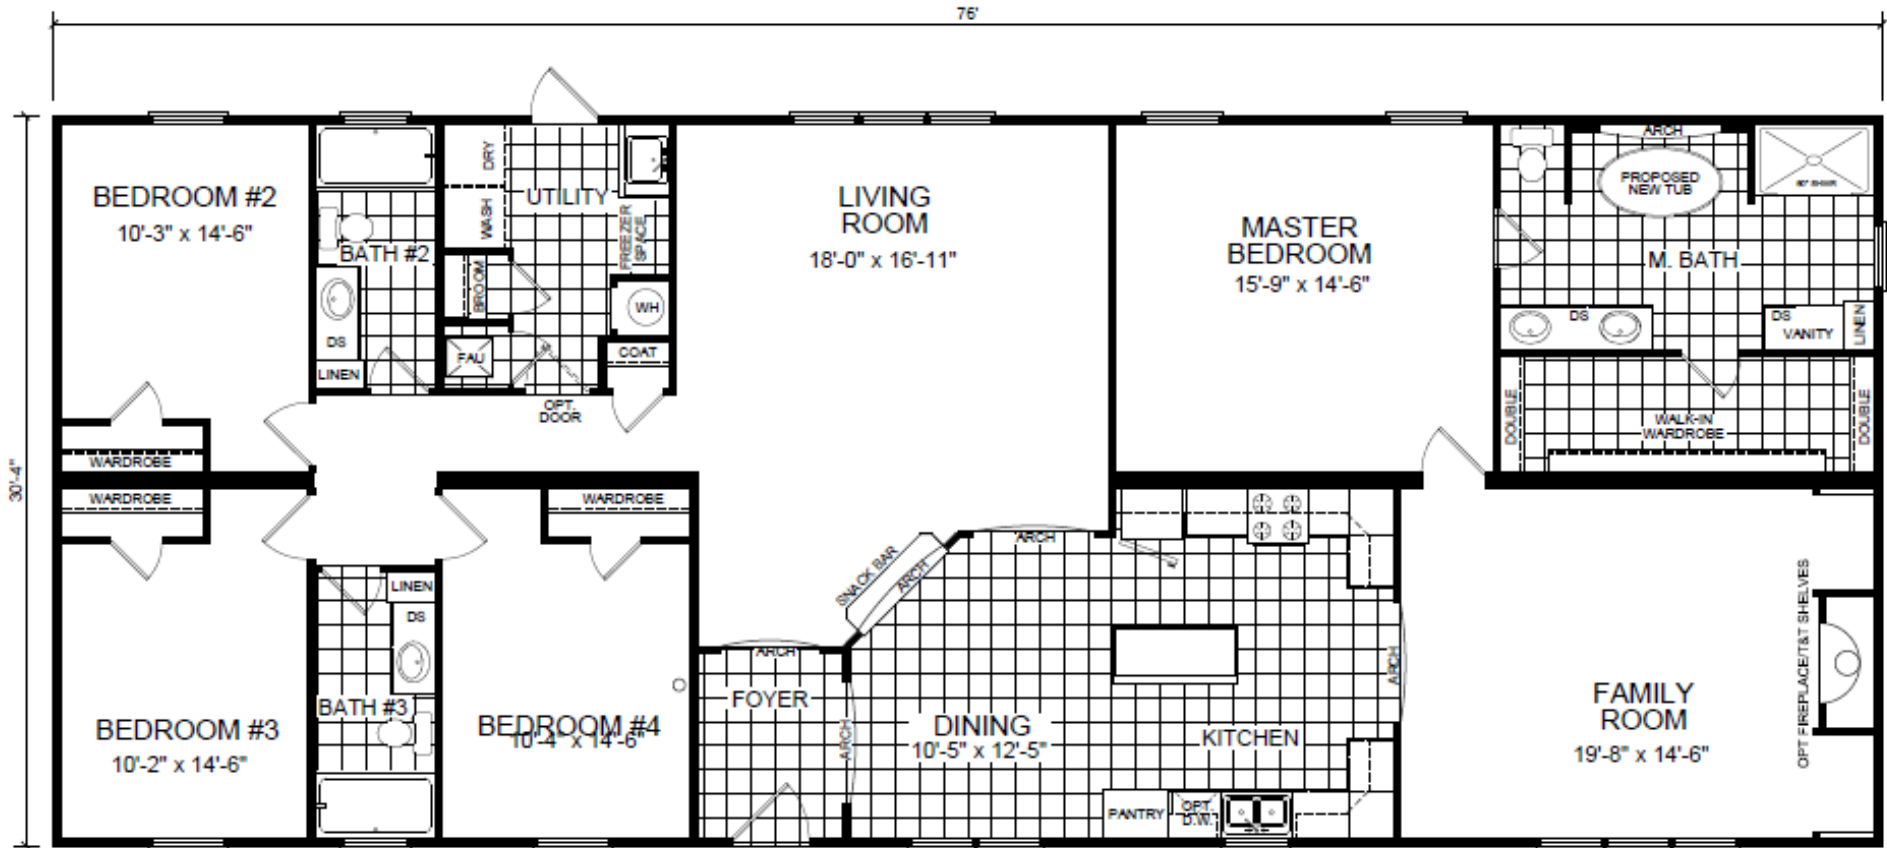 76'
30'-4"
BEDROOM #2
10'-3" x 14'-6"
WARDROBE
BATH #2
DS
LINEN
DRY
WASH
UTILITY
FREEZER
SPACE
BROOM
WH
FAU
COAT
OPT.
DOOR
LIVING
ROOM
18'-0" x 16'-11"
MASTER
BEDROOM
15'-9" x 14'-6"
ARCH
PROPOSED
NEW TUB
M. BATH
DS
DS
VANITY
LINEN
DOUBLE
WALK-IN
WARDROBE
DOUBLE
WARDROBE
BEDROOM #3
10'-2" x 14'-6"
LINEN
DS
BATH #3
WARDROBE
BEDROOM #4
10'-4" x 14'-6"
ARCH
FOYER
ARCH
SNACK BAR
ARCH
ARCH
DINING
10'-5" x 12'-5"
KITCHEN
PANTRY
OPT.
D.W.
ARCH
FAMILY
ROOM
19'-8" x 14'-6"
OPT FIREPLACE/T&T SHELVES